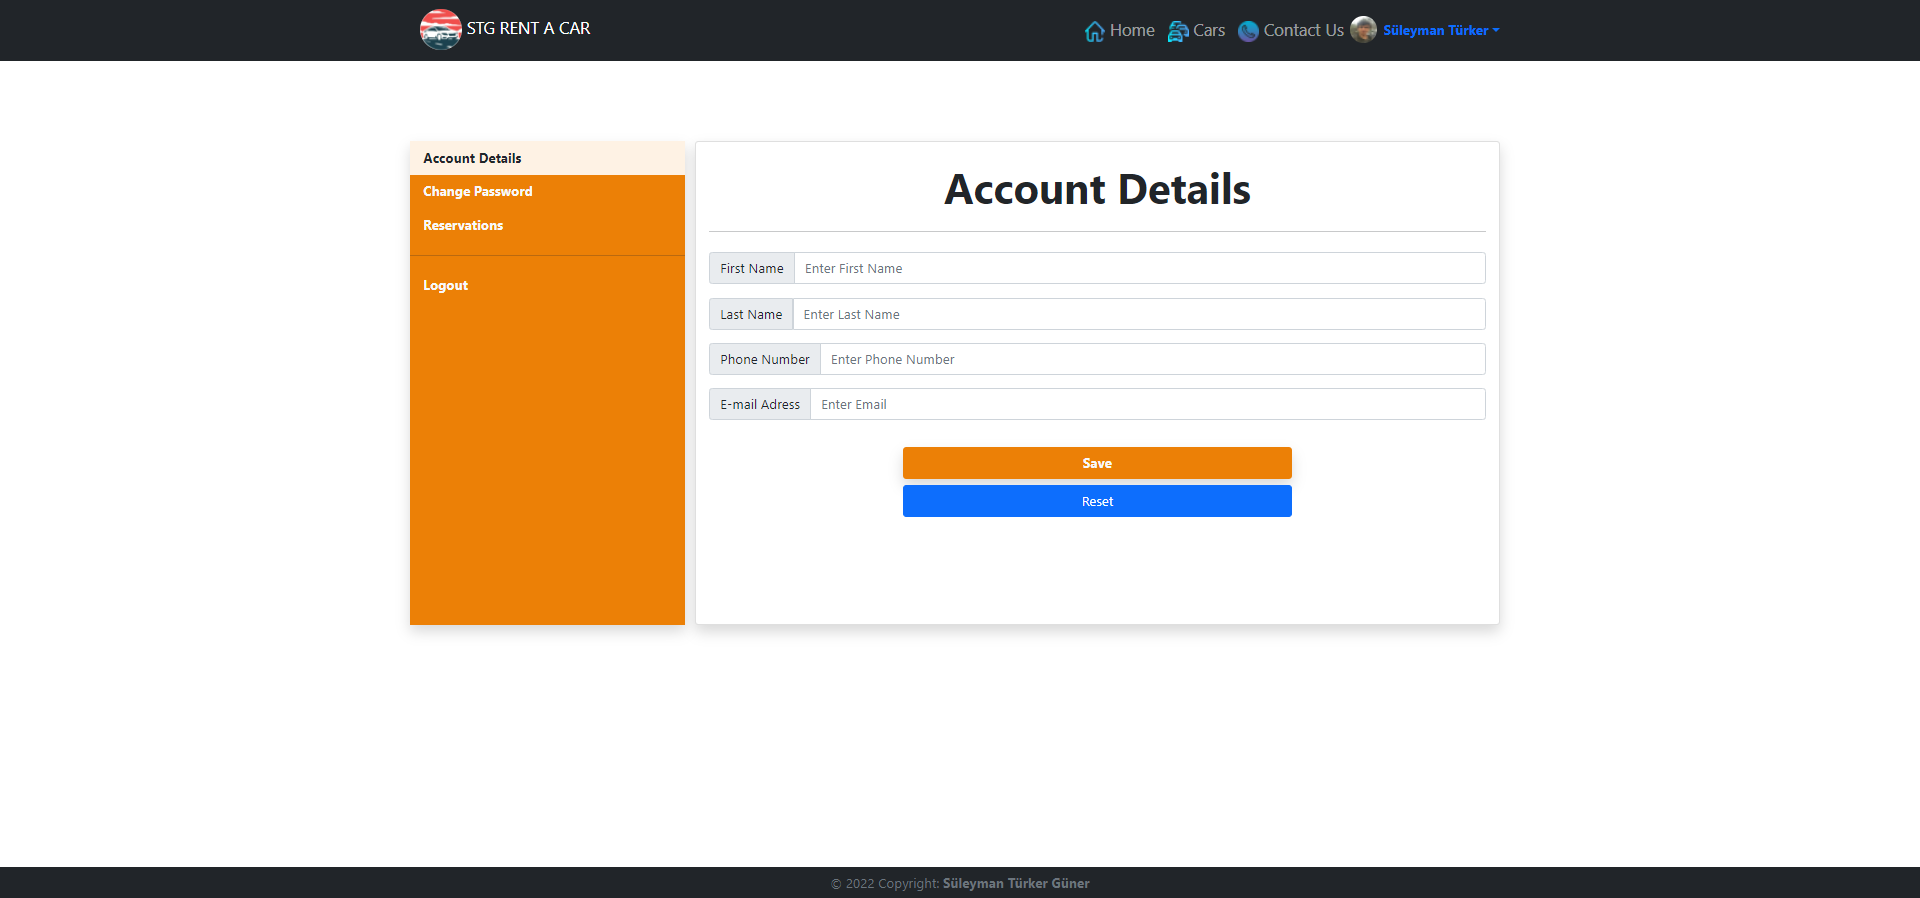 STG RENT A CAR
Home Cars Contact Us Süleyman Türker
Account Details
Change Password
Reservations
Logout
Account Details
First Name Enter First Name
Last Name Enter Last Name
Phone Number Enter Phone Number
E-mail Adress Enter Email
Save
Reset
© 2022 Copyright: Süleyman Türker Güner